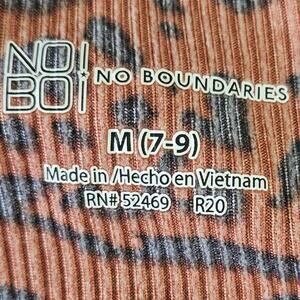 NO!
BO! NO BOUNDARIES
M (7-9)
Made in /Hecho en Vietnam
RN# 52469 R20